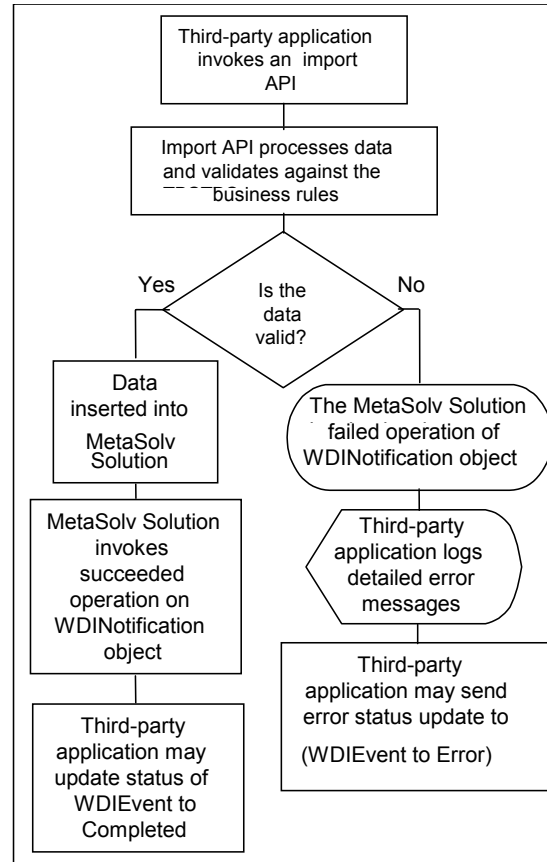 Third-party application
invokes an import
API
Import API processes data
and validates against the
business rules
Yes
No
Is the
data
valid?
Data
inserted into
MetaSolv
Solution
The MetaSolv Solution
failed operation of
WDINotification object
MetaSolv Solution
invokes
succeeded
operation on
WDINotification
object
Third-party
application logs
detailed error
messages
Third-party
application may send
error status update to
(WDIEvent to Error)
Third-party
application may
update status of
WDIEvent to
Completed